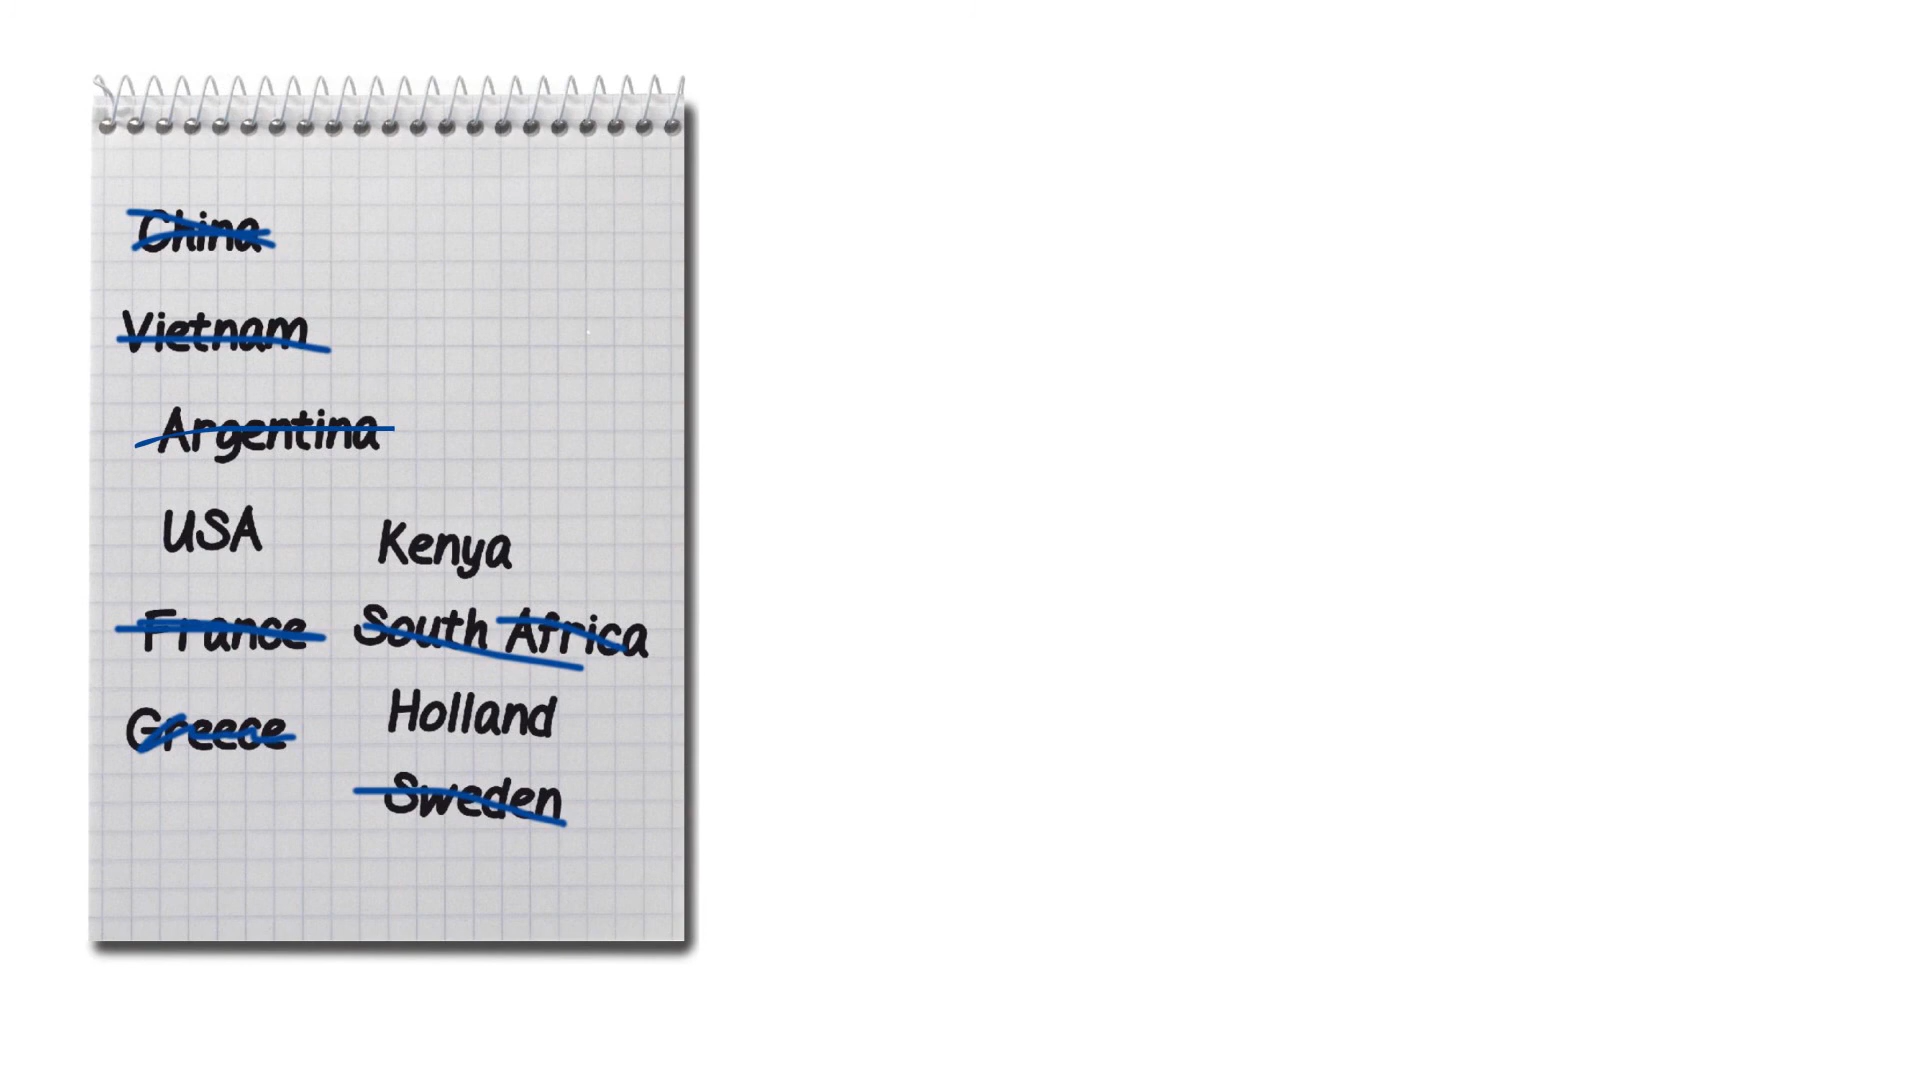 China
Vietnam
Argentina
USA
France
Greece
Kenya
South Africa
Holland
Sweden